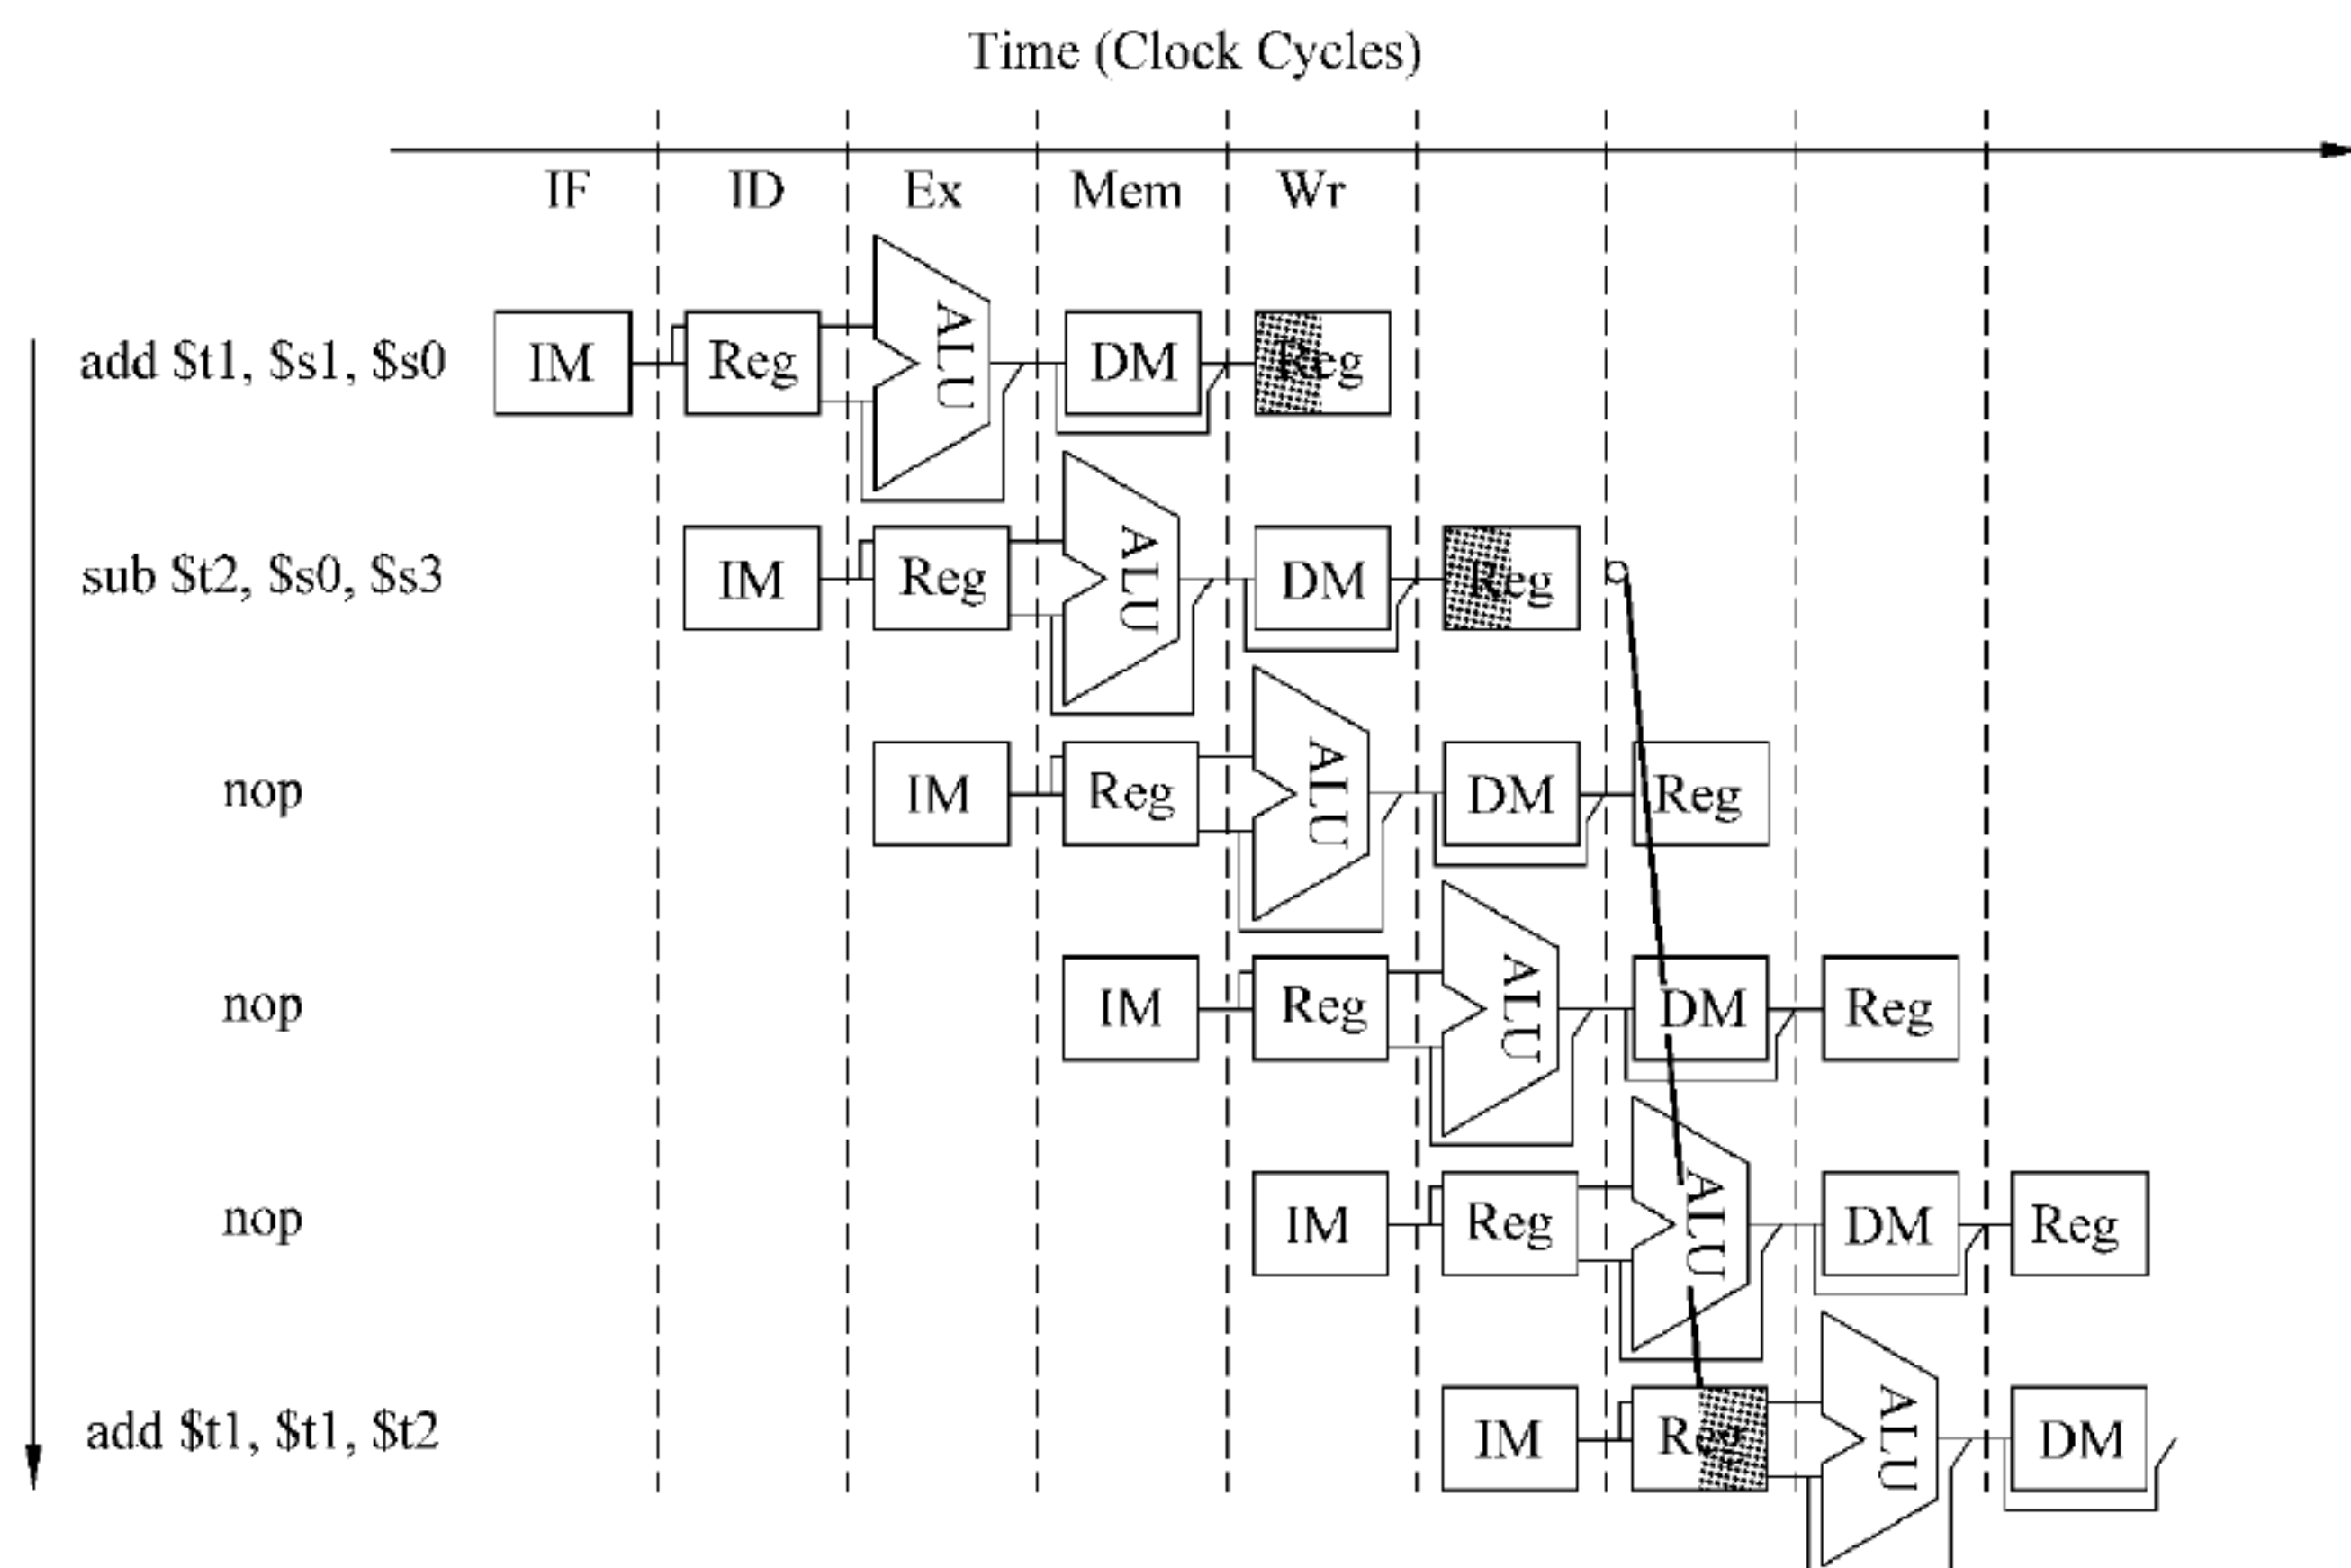 Time (Clock Cycles)
IF ID Ex Mem Wr
add $t1, $s1, $s0 IM Reg ALU DM Reg
sub $t2, $s0, $s3 IM Reg ALU DM Reg
nop IM Reg ALU DM Reg
nop IM Reg ALU DM Reg
nop IM Reg ALU DM Reg
add $t1, $t1, $t2 IM Reg ALU DM